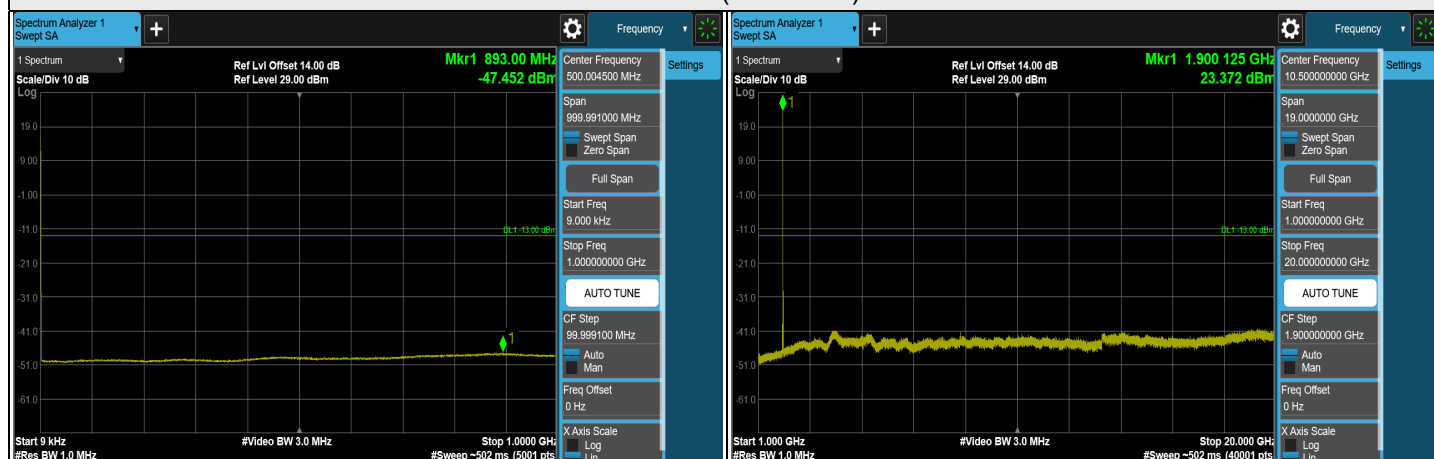 Spectrum Analyzer 1
Swept SA
+
Frequency
1 Spectrum
Scale/Div 10 dB
Log
Ref Lvl Offset 14.00 dB
Ref Level 29.00 dBm
Mkr1 893.00 MHz
-47.452 dBm
1
19.0
9.00
-1.00
-11.0
-21.0
-31.0
-41.0
-51.0
-61.0
DL1 -13.00 dBm
Start 9 kHz
#Res BW 1.0 MHz
#Video BW 3.0 MHz
Stop 1.0000 GHz
#Sweep ~502 ms (5001 pts
Center Frequency
500.004500 MHz
Settings
Span
999.991000 MHz
Swept Span
Zero Span
Full Span
Start Freq
9.000 kHz
Stop Freq
1.000000000 GHz
AUTO TUNE
CF Step
99.999100 MHz
Auto
Man
Freq Offset
0 Hz
X Axis Scale
Log
Lin
Spectrum Analyzer 1
Swept SA
+
Frequency
1 Spectrum
Scale/Div 10 dB
Log
Ref Lvl Offset 14.00 dB
Ref Level 29.00 dBm
Mkr1 1.900 125 GHz
23.372 dBm
1
19.0
9.00
-1.00
-11.0
-21.0
-31.0
-41.0
-51.0
-61.0
DL1 -13.00 dBm
Start 1.000 GHz
#Res BW 1.0 MHz
#Video BW 3.0 MHz
Stop 20.000 GHz
#Sweep ~502 ms (40001 pts
Center Frequency
10.500000000 GHz
Settings
Span
19.0000000 GHz
Swept Span
Zero Span
Full Span
Start Freq
1.000000000 GHz
Stop Freq
20.000000000 GHz
AUTO TUNE
CF Step
1.900000000 GHz
Auto
Man
Freq Offset
0 Hz
X Axis Scale
Log
Lin